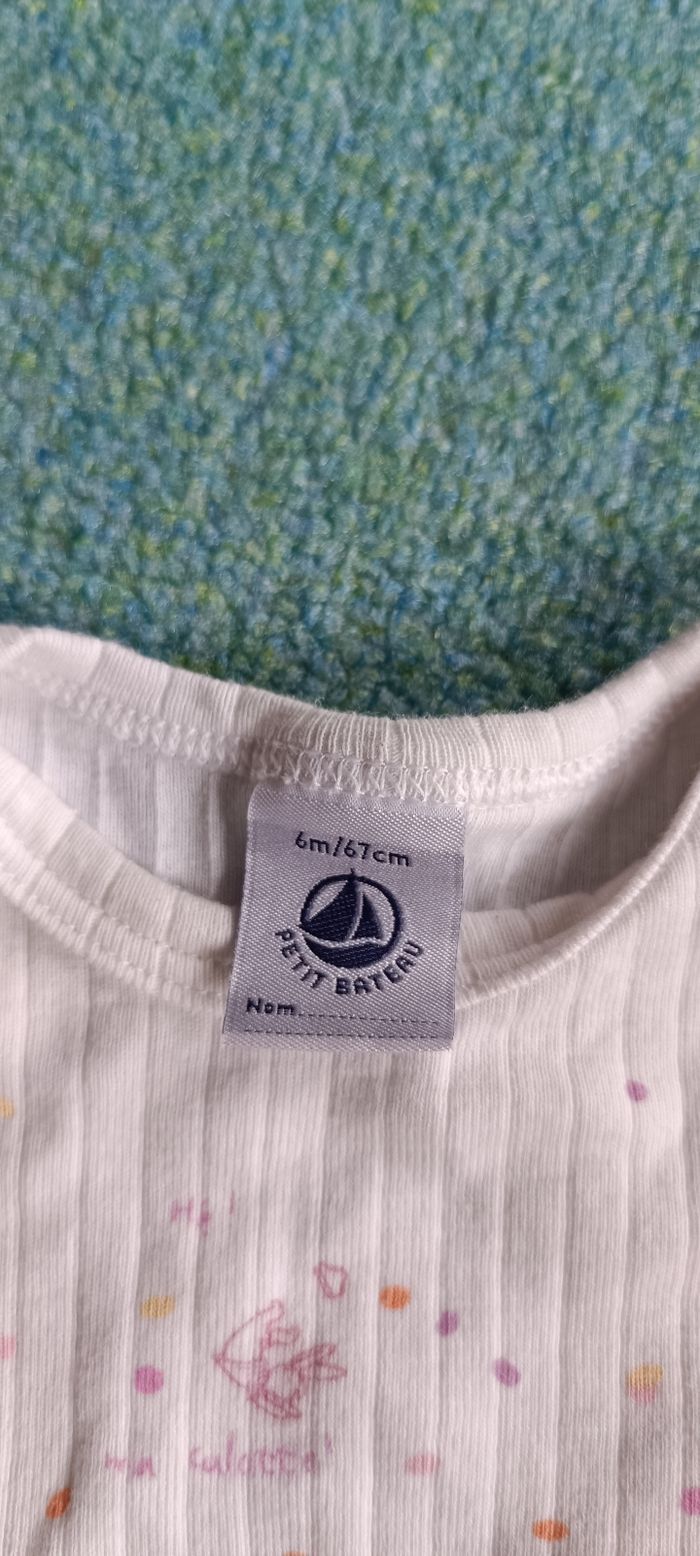 6m/67cm
PETIT BATEAU
Nom
Hé !
ma culotte !